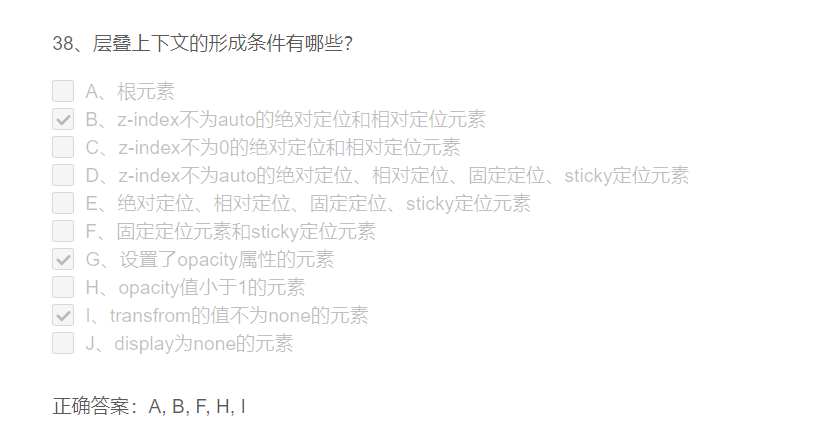 38、层叠上下文的形成条件有哪些？
A、根元素
B、z-index不为auto的绝对定位和相对定位元素
C、z-index不为0的绝对定位和相对定位元素
D、z-index不为auto的绝对定位、相对定位、固定定位、sticky定位元素
E、绝对定位、相对定位、固定定位、sticky定位元素
F、固定定位元素和sticky定位元素
G、设置了opacity属性的元素
H、opacity值小于1的元素
I、transfrom的值不为none的元素
J、display为none的元素
正确答案：A, B, F, H, I